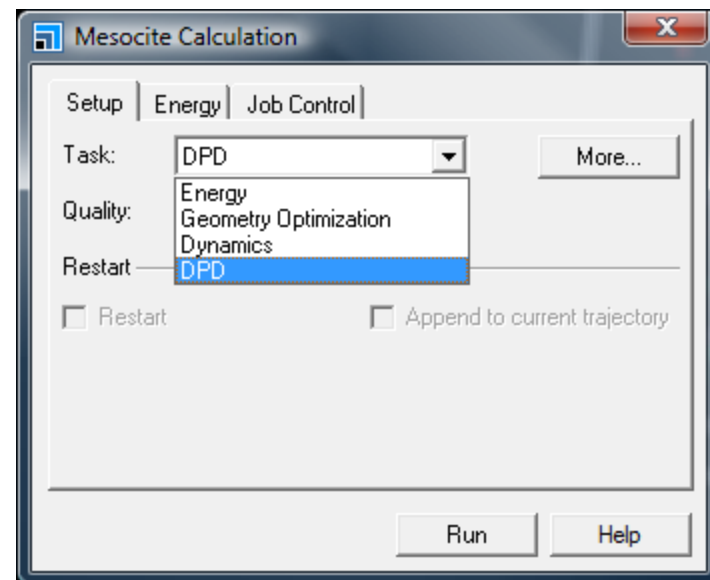 Mesocite Calculation
Setup Energy Job Control
Task: DPD More...
Energy
Quality: Geometry Optimization
Dynamics
Restart DPD
Restart Append to current trajectory
Run Help